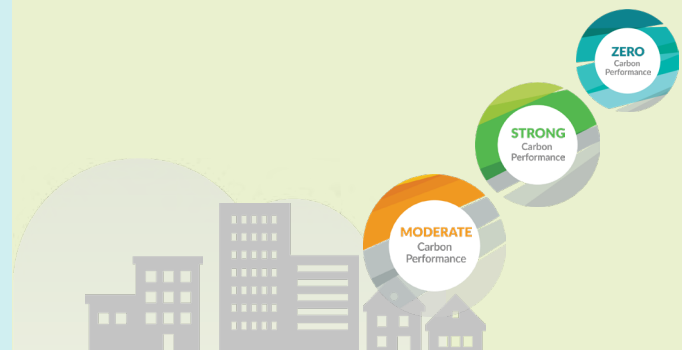 ZERO
Carbon
Performance
STRONG
Carbon
Performance
MODERATE
Carbon
Performance